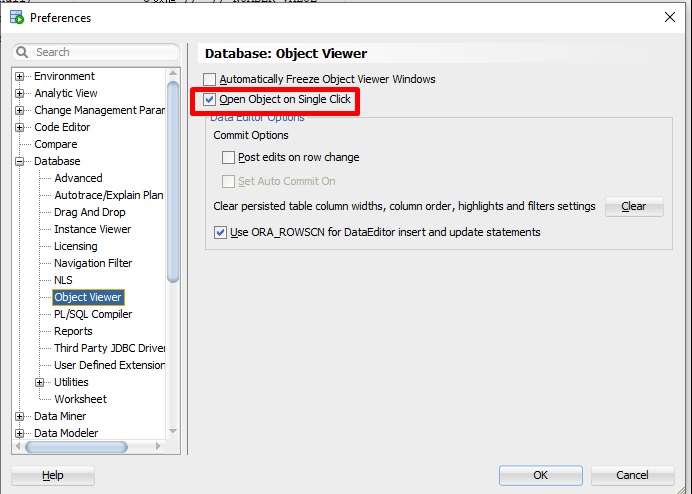 Preferences
Search
Environment
Analytic View
Change Management Param
Code Editor
Compare
Database
Advanced
Autotrace/Explain Plan
Drag And Drop
Instance Viewer
Licensing
Navigation Filter
NLS
Object Viewer
PL/SQL Compiler
Reports
Third Party JDBC Driver
User Defined Extension
Utilities
Worksheet
Data Miner
Data Modeler
Database: Object Viewer
Automatically Freeze Object Viewer Windows
Open Object on Single Click
Data Editor Options
Commit Options
Post edits on row change
Set Auto Commit On
Clear persisted table column widths, column order, highlights and filters settings
Clear
Use ORA_ROWSCN for DataEditor insert and update statements
Help
OK
Cancel